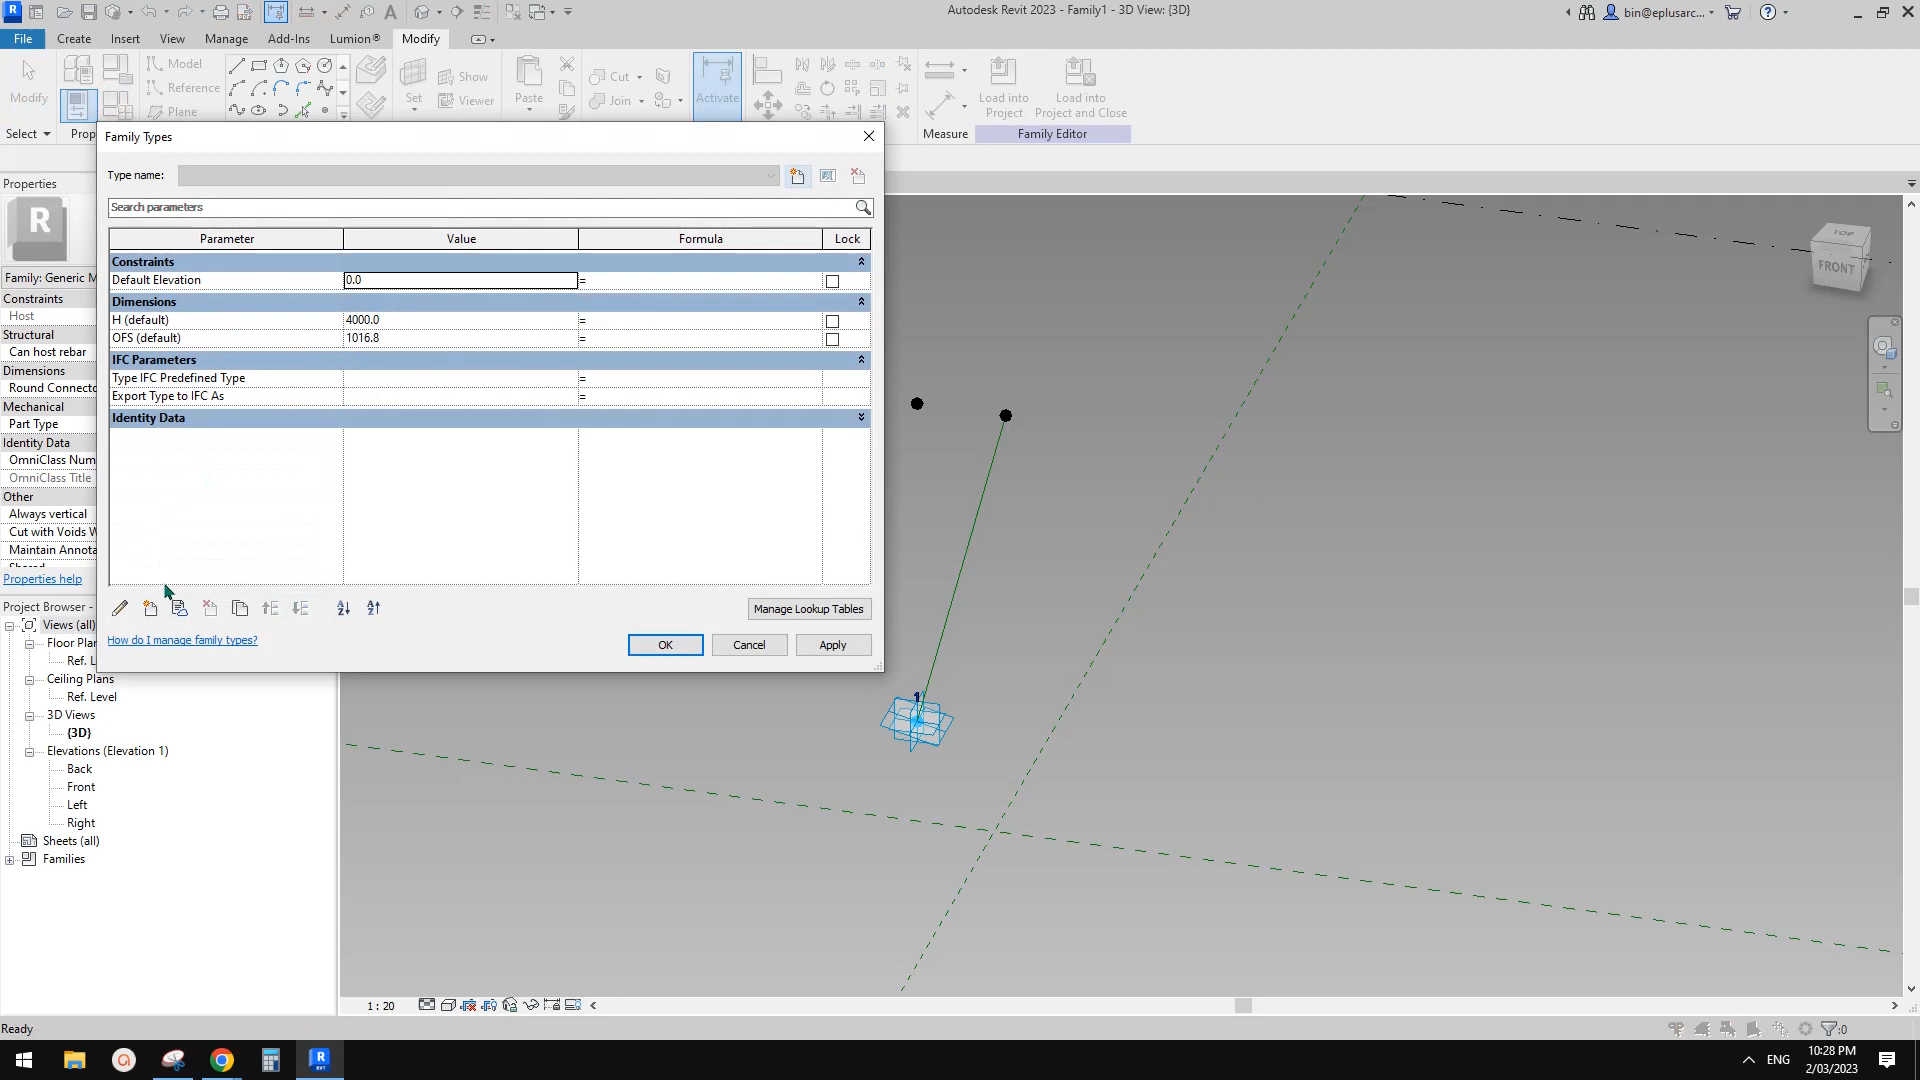 Autodesk Revit 2023 - Family1 - 3D View: {3D}
bin@eplusarc...
File
Create
Insert
View
Manage
Add-Ins
Lumion®
Modify
Modify
Model
Reference
Plane
Set
Show
Viewer
Paste
Cut
Join
Activate
Load into
Project
Load into
Project and Close
Select
Prop
Measure
Family Editor
Properties
Family: Generic M
Constraints
Host
Structural
Can host rebar
Dimensions
Round Connecto
Mechanical
Part Type
Identity Data
OmniClass Num
OmniClass Title
Other
Always vertical
Cut with Voids W
Maintain Annota
Shared
Properties help
Family Types
Type name:
Search parameters
Parameter
Value
Formula
Lock
Constraints
Default Elevation
0.0
=
Dimensions
H (default)
4000.0
=
OFS (default)
1016.8
=
IFC Parameters
Type IFC Predefined Type
=
Export Type to IFC As
=
Identity Data
Manage Lookup Tables
How do I manage family types?
OK
Cancel
Apply
TOP
FRONT
1
Project Browser -
Views (all)
Floor Plan
Ref. L
Ceiling Plans
Ref. Level
3D Views
{3D}
Elevations (Elevation 1)
Back
Front
Left
Right
Sheets (all)
Families
1 : 20
Ready
:0
ENG
10:28 PM
2/03/2023